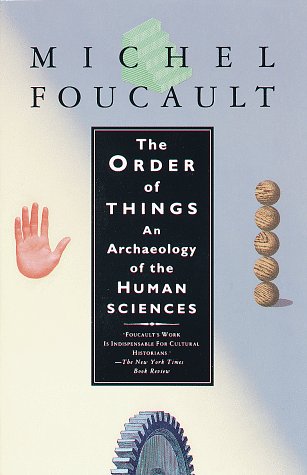 MICHEL
FOUCAULT
The
ORDER
of
THINGS
An
Archaeology
of the
HUMAN
SCIENCES
'FOUCAULT'S WORK
IS INDISPENSABLE FOR CULTURAL
HISTORIANS.'
—The New York Times
Book Review